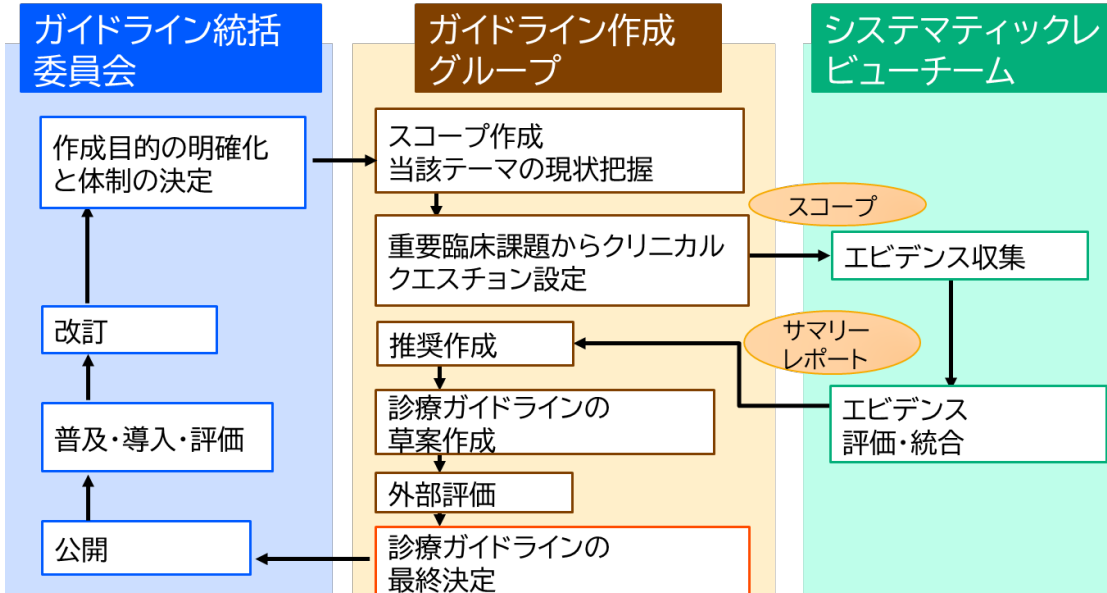 ガイドライン統括
委員会
作成目的の明確化
と体制の決定
改訂
普及・導入・評価
公開
ガイドライン作成
グループ
スコープ作成
当該テーマの現状把握
重要臨床課題からクリニカル
クエスチョン設定
推奨作成
診療ガイドラインの
草案作成
外部評価
診療ガイドラインの
最終決定
システマティックレ
ビューチーム
スコープ
エビデンス収集
サマリー
レポート
エビデンス
評価・統合